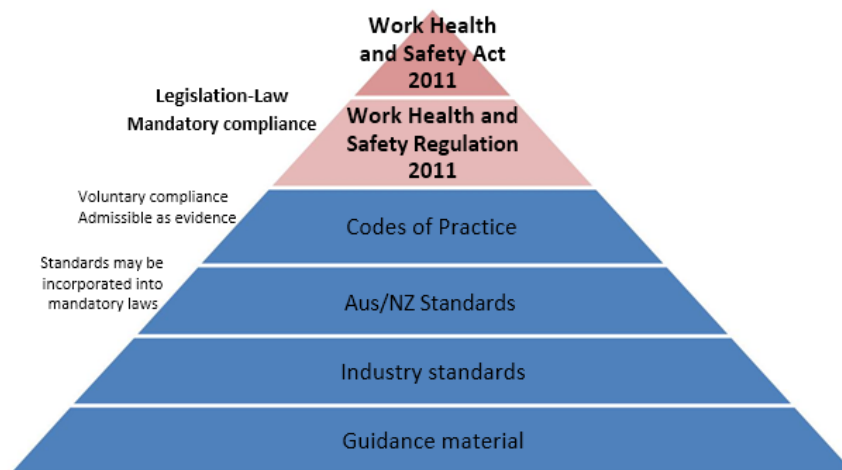 Work Health
and Safety Act
2011
Legislation-Law
Mandatory compliance
Work Health and
Safety Regulation
2011
Voluntary compliance
Admissible as evidence
Codes of Practice
Standards may be
incorporated into
mandatory laws
Aus/NZ Standards
Industry standards
Guidance material